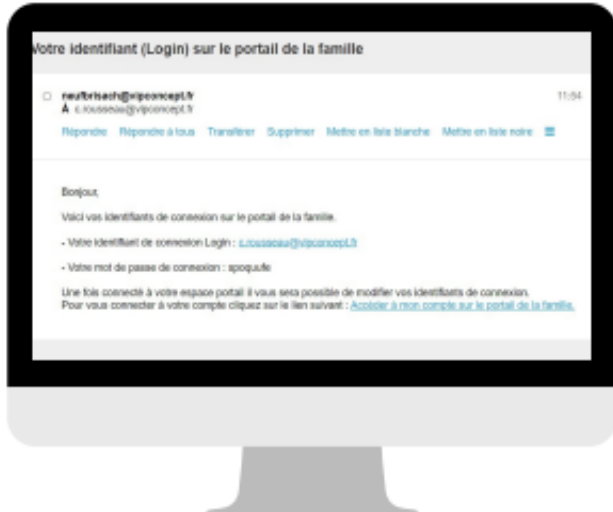 Votre identifiant (Login) sur le portail de la famille
neufbrisach@vipconcept.fr 11:54
À c.rousseau@vipconcept.fr
Répondre Répondre à tous Transférer Supprimer Mettre en liste blanche Mettre en liste noire
Bonjour,
Voici vos identifiants de connexion sur le portail de la famille.
- Votre identifiant de connexion Login : c.rousseau@vipconcept.fr
- Votre mot de passe de connexion : spoquufe
Une fois connecté à votre espace portail il vous sera possible de modifier vos identifiants de connexion.
Pour vous connecter à votre compte cliquez sur le lien suivant : Accéder à mon compte sur le portail de la famille.